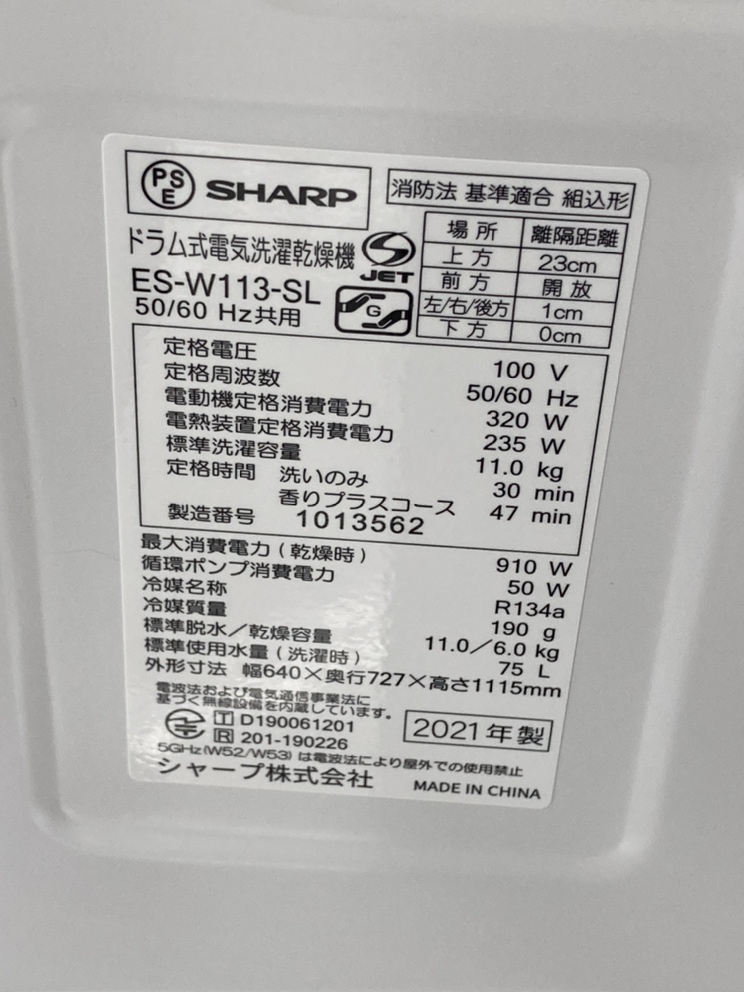 PSE SHARP
消防法 基準適合 組込形
ドラム式電気洗濯乾燥機
ES-W113-SL
50/60 Hz共用
S JET
G
場所 離隔距離
上方 23cm
前方 開放
左/右/後方 1cm
下方 0cm
定格電圧 100 V
定格周波数 50/60 Hz
電動機定格消費電力 320 W
電熱装置定格消費電力 235 W
標準洗濯容量 11.0 kg
定格時間 洗いのみ 30 min
香りプラスコース 47 min
製造番号 1013562
最大消費電力(乾燥時) 910 W
循環ポンプ消費電力 50 W
冷媒名称 R134a
冷媒質量 190 g
標準脱水/乾燥容量 11.0/6.0 kg
標準使用水量(洗濯時) 75 L
外形寸法 幅640×奥行727×高さ1115mm
電波法および電気通信事業法に
基づく無線設備を内蔵しています。
T D190061201
R 201-190226
2021年製
5GHz(W52/W53)は電波法により屋外での使用禁止
シャープ株式会社 MADE IN CHINA